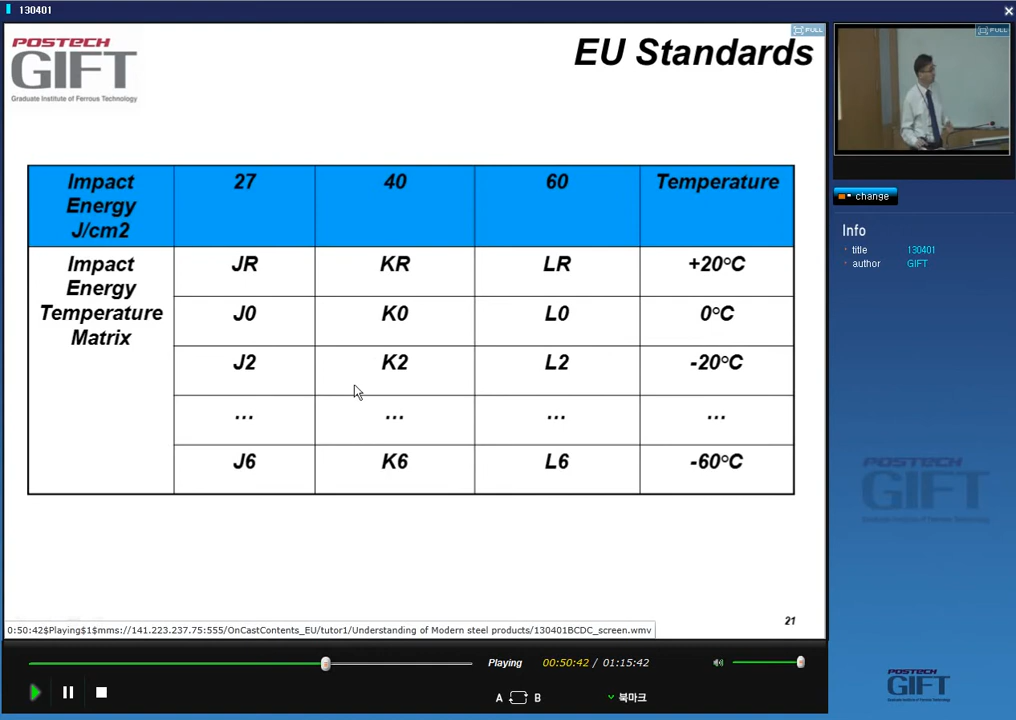 130401
POSTECH
GIFT
Graduate Institute of Ferrous Technology
EU Standards
FULL
FULL
Impact Energy J/cm2 27 40 60 Temperature
Impact Energy Temperature Matrix JR KR LR +20°C
J0 K0 L0 0°C
J2 K2 L2 -20°C
... ... ... ...
J6 K6 L6 -60°C
21
change
Info
title 130401
author GIFT
POSTECH
GIFT
0:50:42$Playing$1$mms://141.223.237.75:555/OnCastContents_EU/tutor1/Understanding of Modern steel products/130401BCDC_screen.wmv
Playing 00:50:42 / 01:15:42
A B 북마크
POSTECH
GIFT